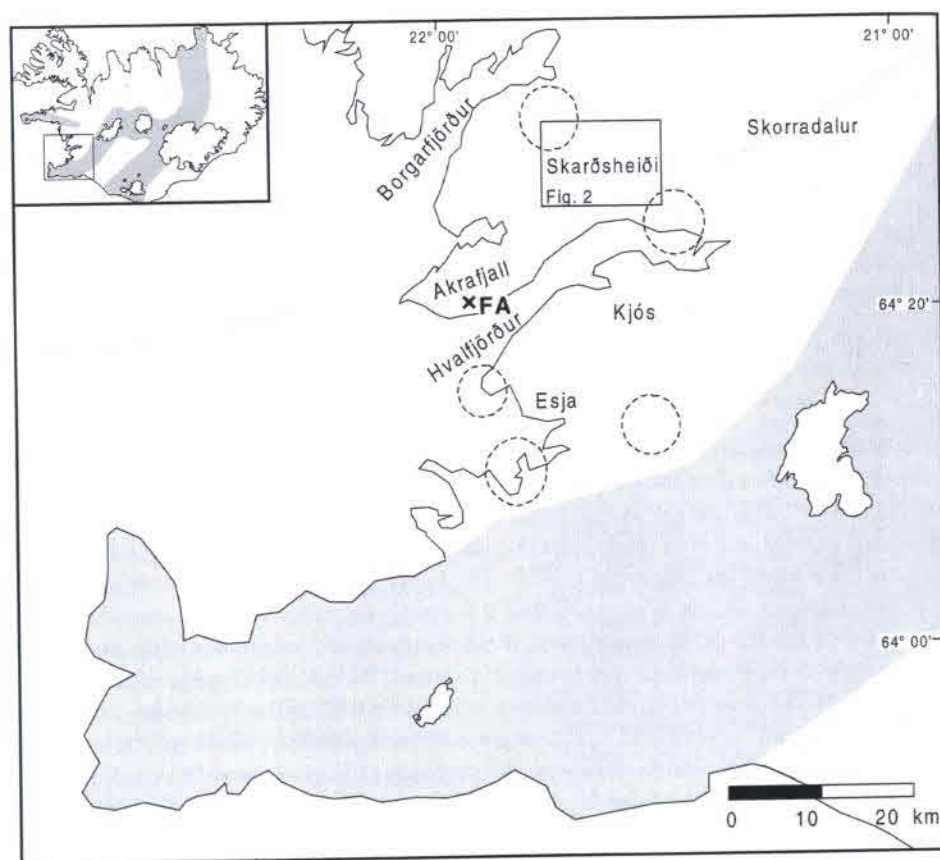 22° 00'
21° 00'
Borgarfjörður
Skorradalur
Skarðsheiði
Fig. 2
Akrafjall
×FA
64° 20'
Kjós
Hvalfjörður
Esja
64° 00'
0 10 20 km